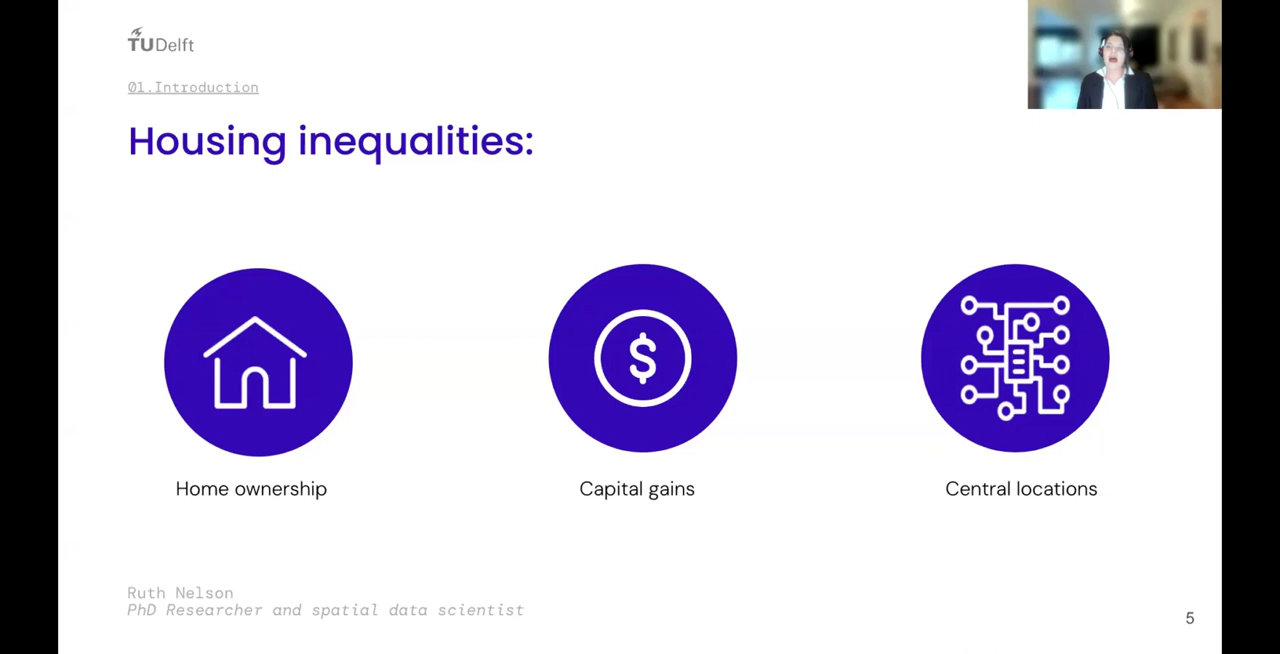 TUDelft
01.Introduction
Housing inequalities:
$
Home ownership
Capital gains
Central locations
Ruth Nelson
PhD Researcher and spatial data scientist
5